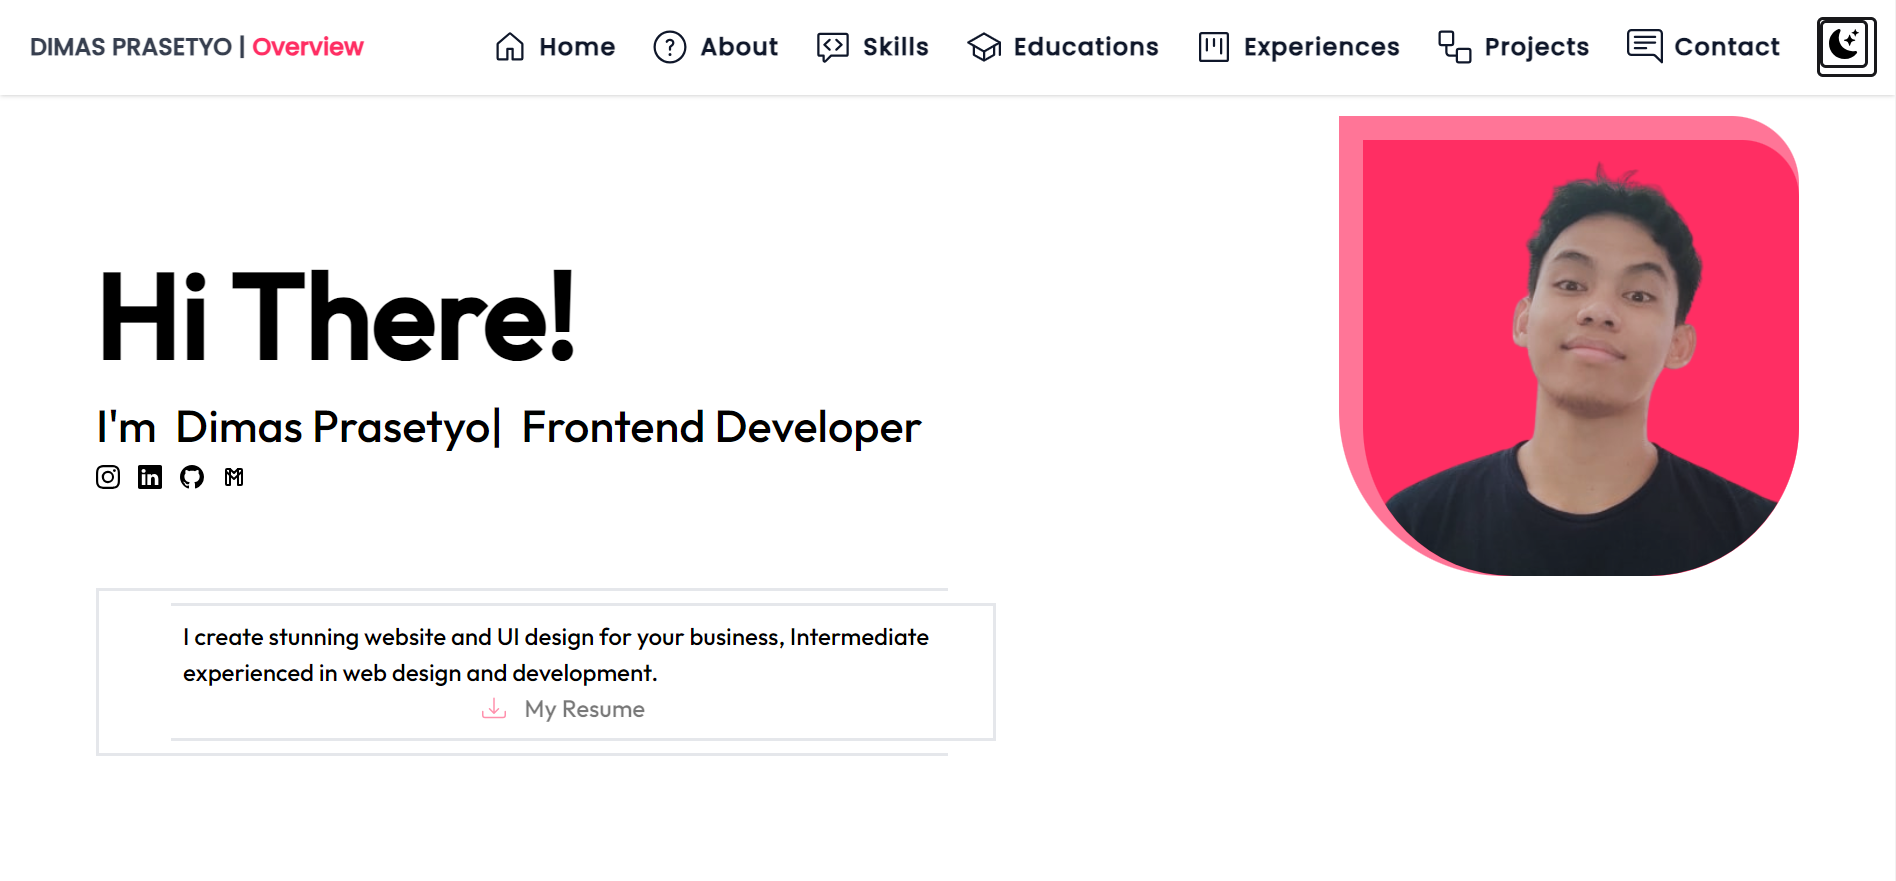 DIMAS PRASETYO | Overview
Home
About
Skills
Educations
Experiences
Projects
Contact
Hi There!
I'm Dimas Prasetyo| Frontend Developer
I create stunning website and UI design for your business, Intermediate
experienced in web design and development.
My Resume